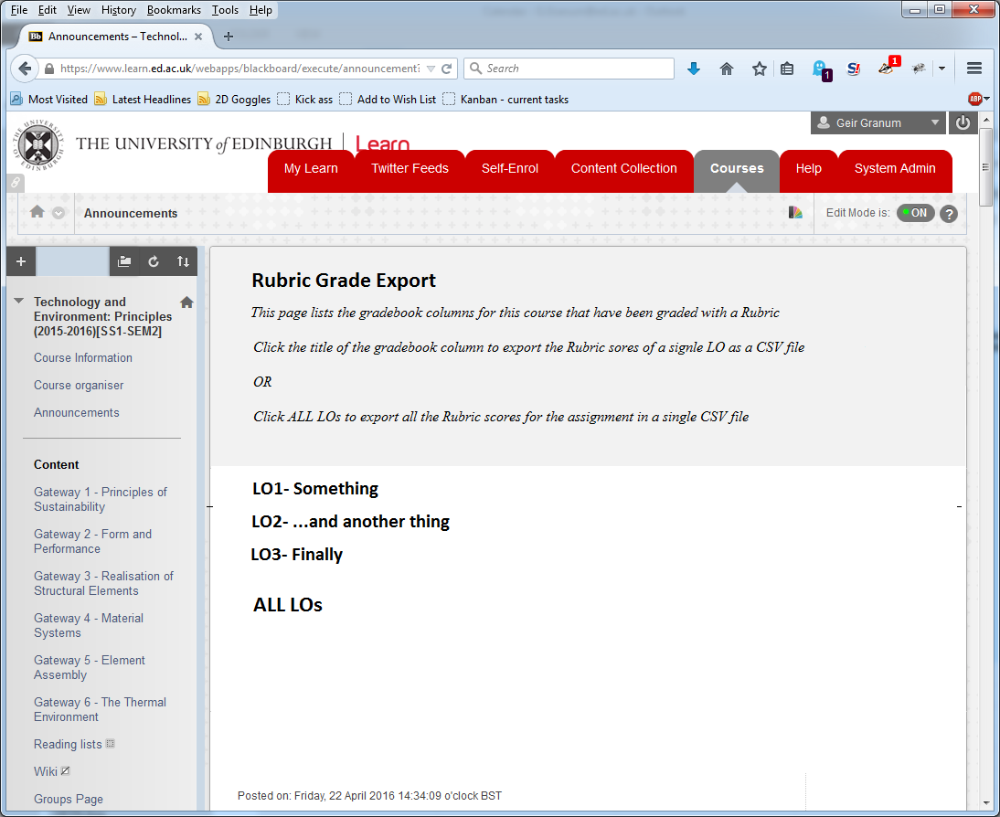 File Edit View History Bookmarks Tools Help
Bb Announcements – Technol...
https://www.learn.ed.ac.uk/webapps/blackboard/execute/announcement?
Search
1
S!
1
Most Visited Latest Headlines 2D Goggles Kick ass Add to Wish List Kanban - current tasks
ABP
THE UNIVERSITY of EDINBURGH
Learn
Geir Granum
My Learn Twitter Feeds Self-Enrol Content Collection Courses Help System Admin
Announcements
Edit Mode is: ON ?
Technology and
Environment: Principles
(2015-2016)[SS1-SEM2]
Course Information
Course organiser
Announcements
Content
Gateway 1 - Principles of
Sustainability
Gateway 2 - Form and
Performance
Gateway 3 - Realisation of
Structural Elements
Gateway 4 - Material
Systems
Gateway 5 - Element
Assembly
Gateway 6 - The Thermal
Environment
Reading lists
Wiki
Groups Page
Rubric Grade Export
This page lists the gradebook columns for this course that have been graded with a Rubric
Click the title of the gradebook column to export the Rubric sores of a signle LO as a CSV file
OR
Click ALL LOs to export all the Rubric scores for the assignment in a single CSV file
LO1- Something
LO2- ...and another thing
LO3- Finally
ALL LOs
Posted on: Friday, 22 April 2016 14:34:09 o'clock BST